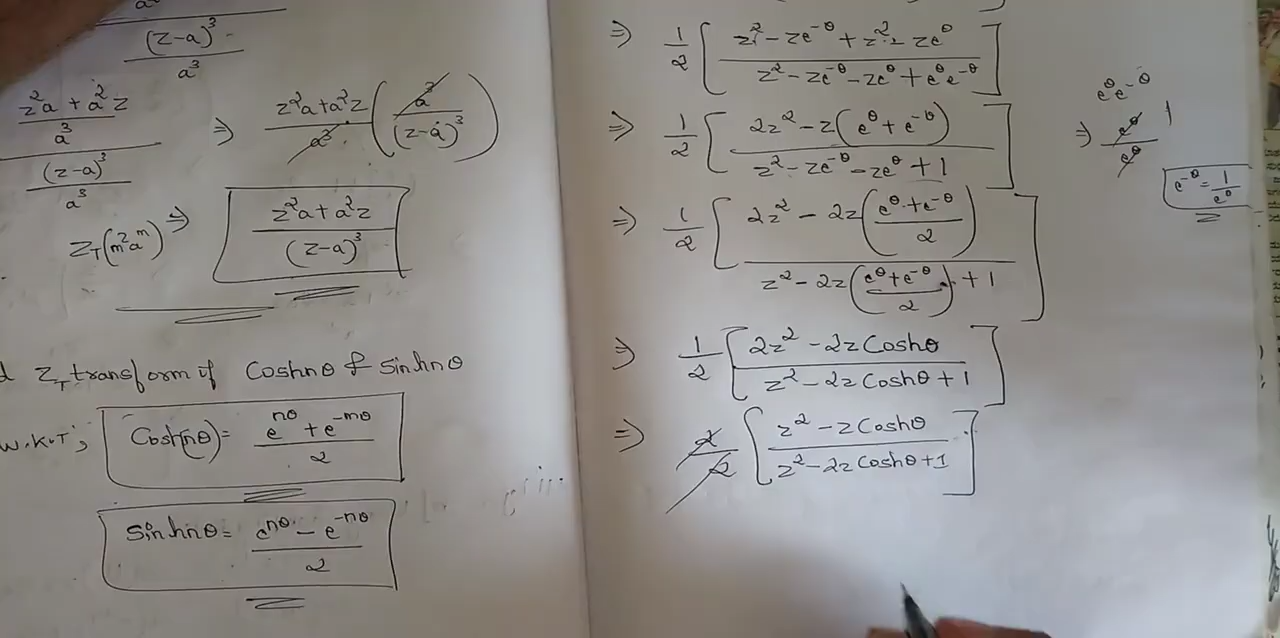 (z-a)³
a³
z²a + a²z
a³
(z-a)³
a³
⇒ z²a + a²z / a³ ( a³ / (z-a)³ )
Z_T(n²aⁿ) ⇒ z²a + a²z / (z-a)³
Z_T transform of Coshnθ & sinhnθ
W.K.T; Cosh(nθ) = e^{nθ} + e^{-nθ} / 2
Sinhnθ = e^{nθ} - e^{-nθ} / 2
⇒ 1/2 [ z² - ze^{-θ} + z² - ze^{θ} / z² - ze^{-θ} - ze^{θ} + e^{θ}e^{-θ} ]
⇒ 1/2 [ 2z² - z(e^{θ} + e^{-θ}) / z² - ze^{-θ} - ze^{θ} + 1 ]
⇒ 1/2 [ 2z² - 2z(e^{θ} + e^{-θ} / 2) / z² - 2z(e^{θ} + e^{-θ} / 2) + 1 ]
⇒ 1/2 [ 2z² - 2z Coshθ / z² - 2z Coshθ + 1 ]
⇒ 2/2 [ z² - z Coshθ / z² - 2z Coshθ + 1 ]
e^{θ}e^{-θ}
⇒ e^{θ} / e^{θ} 1
e^{-θ} = 1 / e^{θ}